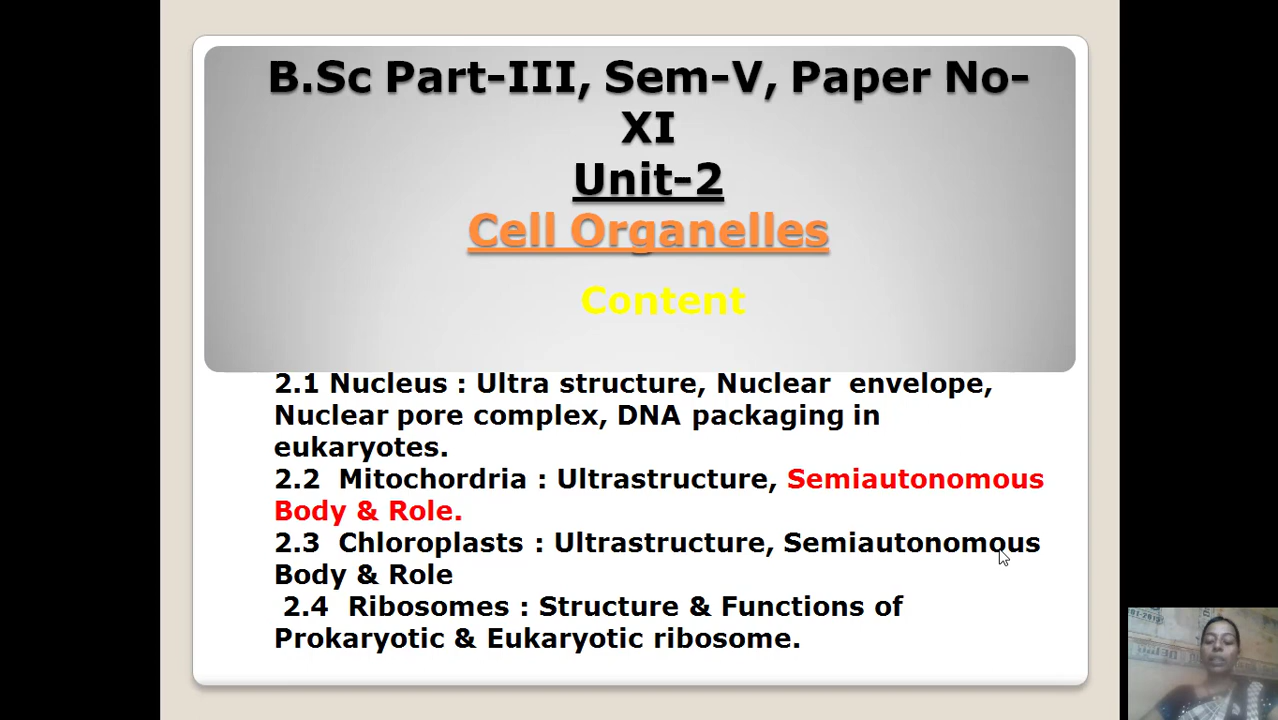 B.Sc Part-III, Sem-V, Paper No-
XI
Unit-2
Cell Organelles
Content
2.1 Nucleus : Ultra structure, Nuclear envelope,
Nuclear pore complex, DNA packaging in
eukaryotes.
2.2 Mitochordria : Ultrastructure, Semiautonomous
Body & Role.
2.3 Chloroplasts : Ultrastructure, Semiautonomous
Body & Role
2.4 Ribosomes : Structure & Functions of
Prokaryotic & Eukaryotic ribosome.